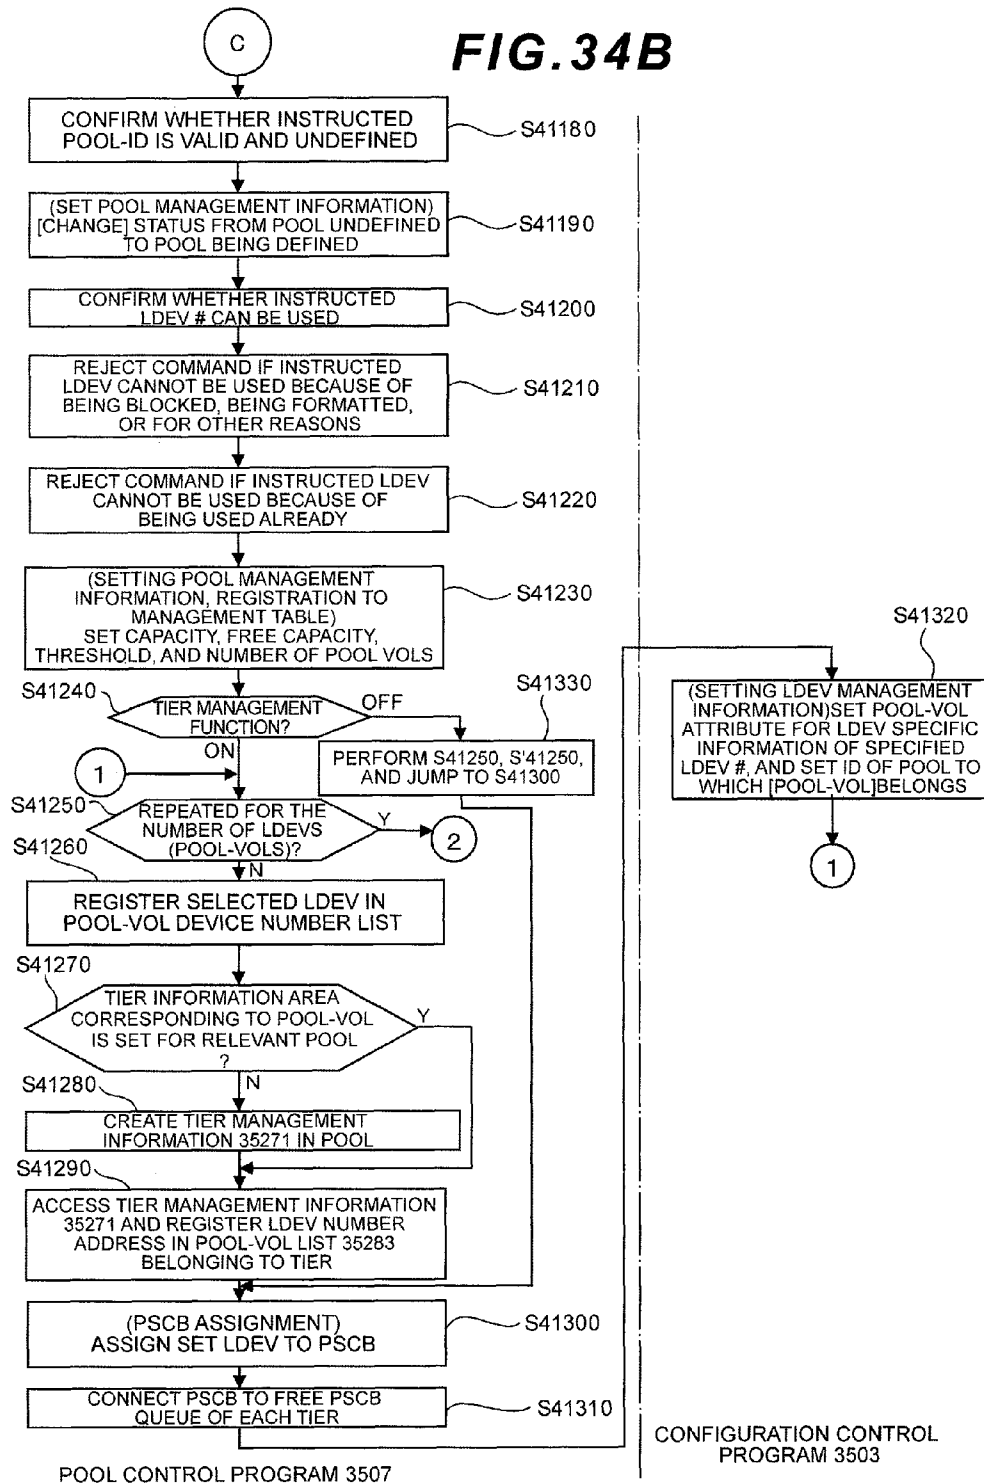 C
FIG.34B
CONFIRM WHETHER INSTRUCTED
POOL-ID IS VALID AND UNDEFINED
S41180
(SET POOL MANAGEMENT INFORMATION)
[CHANGE] STATUS FROM POOL UNDEFINED
TO POOL BEING DEFINED
S41190
CONFIRM WHETHER INSTRUCTED
LDEV # CAN BE USED
S41200
REJECT COMMAND IF INSTRUCTED
LDEV CANNOT BE USED BECAUSE OF
BEING BLOCKED, BEING FORMATTED,
OR FOR OTHER REASONS
S41210
REJECT COMMAND IF INSTRUCTED LDEV
CANNOT BE USED BECAUSE OF
BEING USED ALREADY
S41220
(SETTING POOL MANAGEMENT
INFORMATION, REGISTRATION TO
MANAGEMENT TABLE)
SET CAPACITY, FREE CAPACITY,
THRESHOLD, AND NUMBER OF POOL VOLS
S41230
S41240
TIER MANAGEMENT
FUNCTION?
OFF
ON
S41330
PERFORM S41250, S'41250,
AND JUMP TO S41300
1
S41250
REPEATED FOR THE
NUMBER OF LDEVS
(POOL-VOLS)?
Y
2
N
S41260
REGISTER SELECTED LDEV IN
POOL-VOL DEVICE NUMBER LIST
S41270
TIER INFORMATION AREA
CORRESPONDING TO POOL-VOL
IS SET FOR RELEVANT POOL
?
Y
N
S41280
CREATE TIER MANAGEMENT
INFORMATION 35271 IN POOL
S41290
ACCESS TIER MANAGEMENT INFORMATION
35271 AND REGISTER LDEV NUMBER
ADDRESS IN POOL-VOL LIST 35283
BELONGING TO TIER
(PSCB ASSIGNMENT)
ASSIGN SET LDEV TO PSCB
S41300
CONNECT PSCB TO FREE PSCB
QUEUE OF EACH TIER
S41310
POOL CONTROL PROGRAM 3507
S41320
(SETTING LDEV MANAGEMENT
INFORMATION)SET POOL-VOL
ATTRIBUTE FOR LDEV SPECIFIC
INFORMATION OF SPECIFIED
LDEV #, AND SET ID OF POOL TO
WHICH [POOL-VOL]BELONGS
1
CONFIGURATION CONTROL
PROGRAM 3503